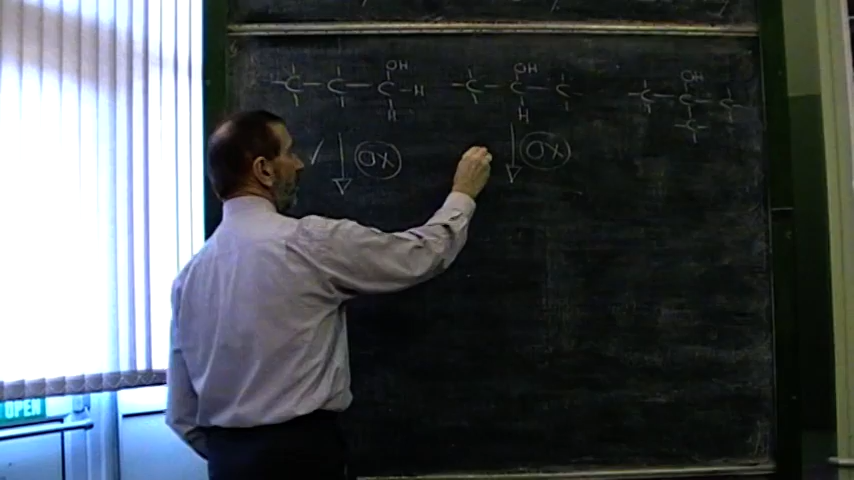 OH OH OH
— C — C — C — H — C — C — C — — C — C — C —
H H — C —
✓ ox ox
OPEN